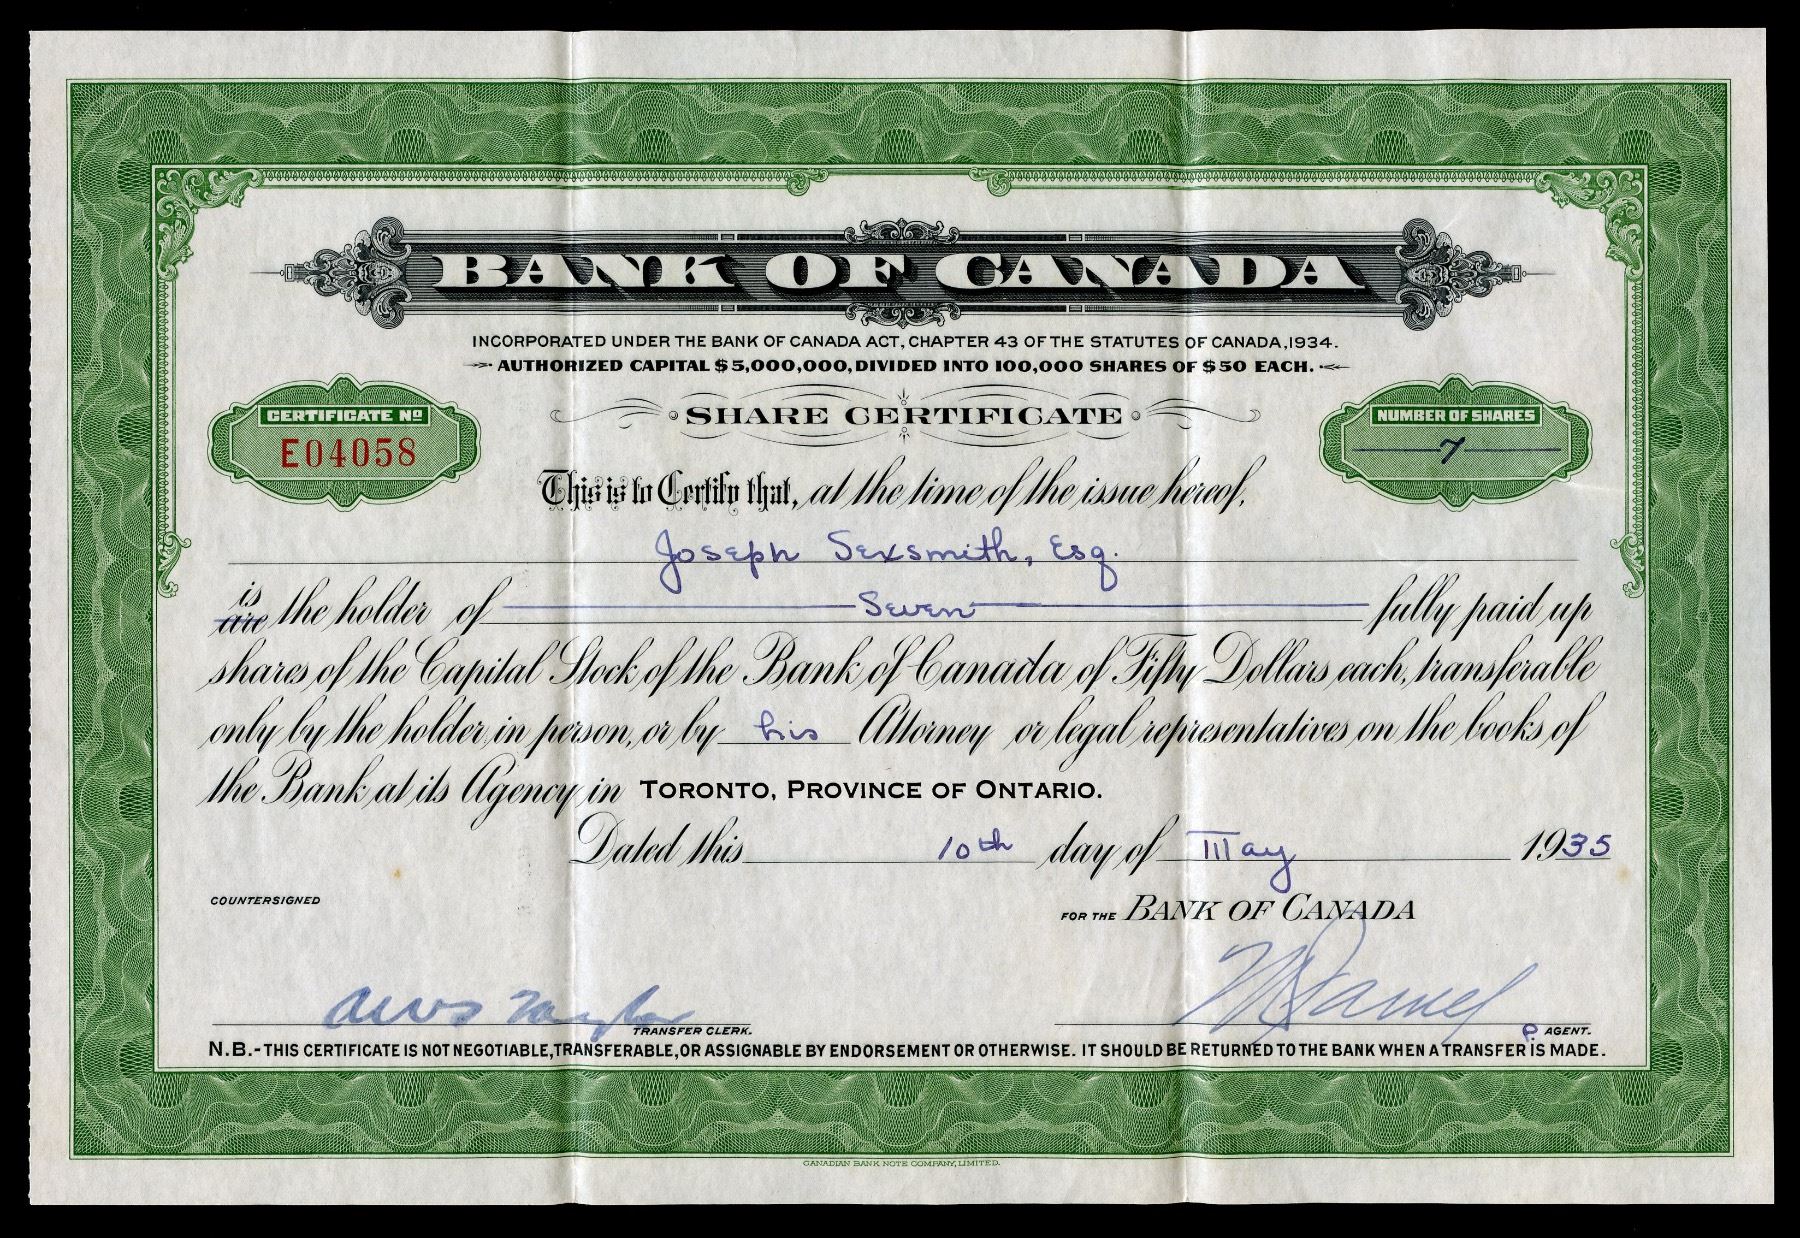 BANK OF CANADA
INCORPORATED UNDER THE BANK OF CANADA ACT, CHAPTER 43 OF THE STATUTES OF CANADA, 1934.
AUTHORIZED CAPITAL $5,000,000, DIVIDED INTO 100,000 SHARES OF $50 EACH.
SHARE CERTIFICATE
CERTIFICATE Nº
E04058
NUMBER OF SHARES
7
This is to Certify that, at the time of the issue hereof,
Joseph Sexsmith, Esq.
is
are the holder of Seven fully paid up
shares of the Capital Stock of the Bank of Canada of Fifty Dollars each, transferable
only by the holder, in person, or by his Attorney or legal representatives on the books of
the Bank at its Agency in TORONTO, PROVINCE OF ONTARIO.
Dated this 10th day of May 1935
COUNTERSIGNED
FOR THE BANK OF CANADA
Taylor
TRANSFER CLERK.
P. AGENT.
N.B.-THIS CERTIFICATE IS NOT NEGOTIABLE, TRANSFERABLE, OR ASSIGNABLE BY ENDORSEMENT OR OTHERWISE. IT SHOULD BE RETURNED TO THE BANK WHEN A TRANSFER IS MADE.
CANADIAN BANK NOTE COMPANY, LIMITED.